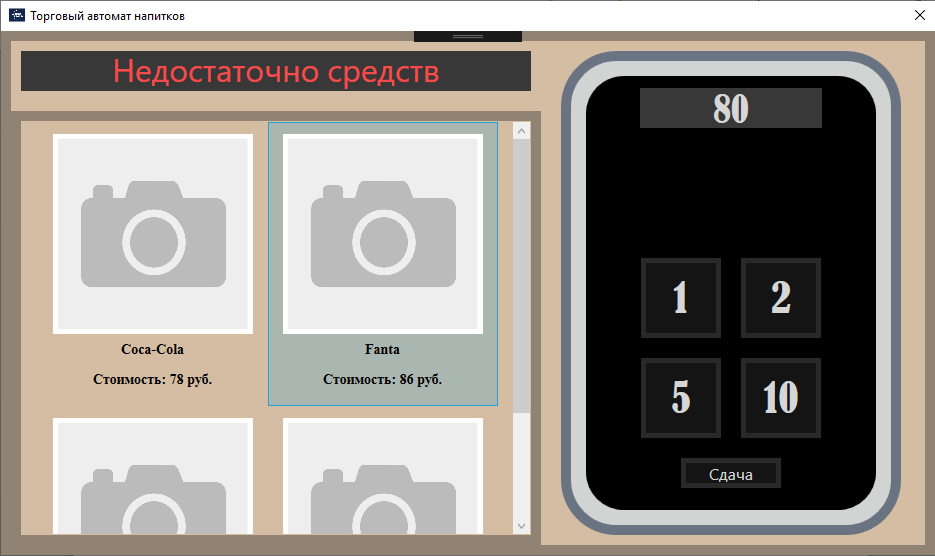 Торговый автомат напитков
Недостаточно средств
80
Coca-Cola
Стоимость: 78 руб.
Fanta
Стоимость: 86 руб.
1
2
5
10
Сдача